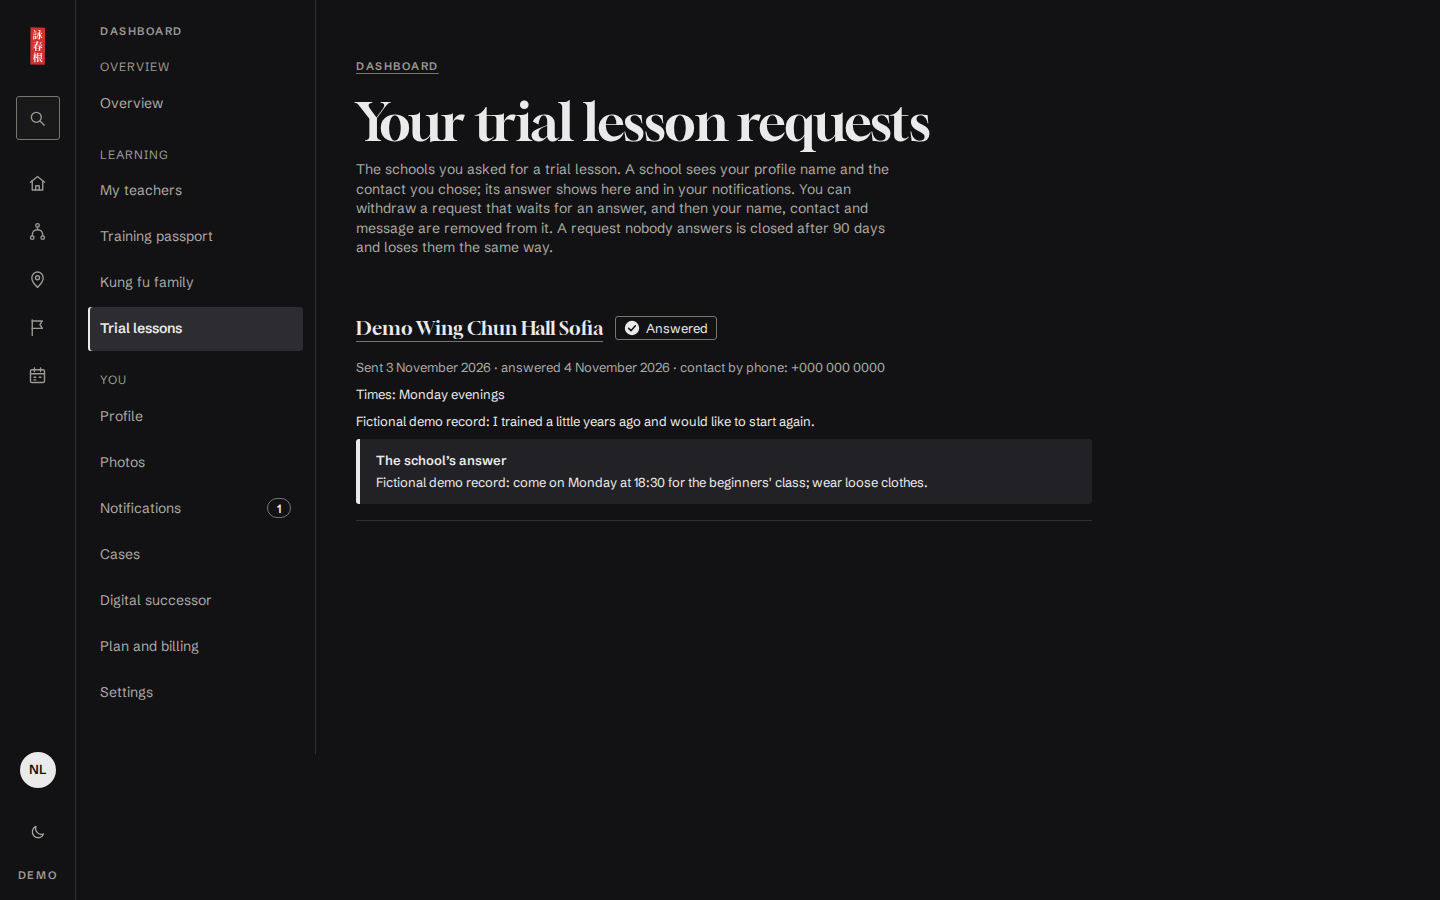 詠春根
DASHBOARD
OVERVIEW
Overview
LEARNING
My teachers
Training passport
Kung fu family
Trial lessons
YOU
Profile
Photos
Notifications
1
Cases
Digital successor
Plan and billing
Settings
NL
DEMO
DASHBOARD
Your trial lesson requests
The schools you asked for a trial lesson. A school sees your profile name and the
contact you chose; its answer shows here and in your notifications. You can
withdraw a request that waits for an answer, and then your name, contact and
message are removed from it. A request nobody answers is closed after 90 days
and loses them the same way.
Demo Wing Chun Hall Sofia
Answered
Sent 3 November 2026 · answered 4 November 2026 · contact by phone: +000 000 0000
Times: Monday evenings
Fictional demo record: I trained a little years ago and would like to start again.
The school’s answer
Fictional demo record: come on Monday at 18:30 for the beginners' class; wear loose clothes.